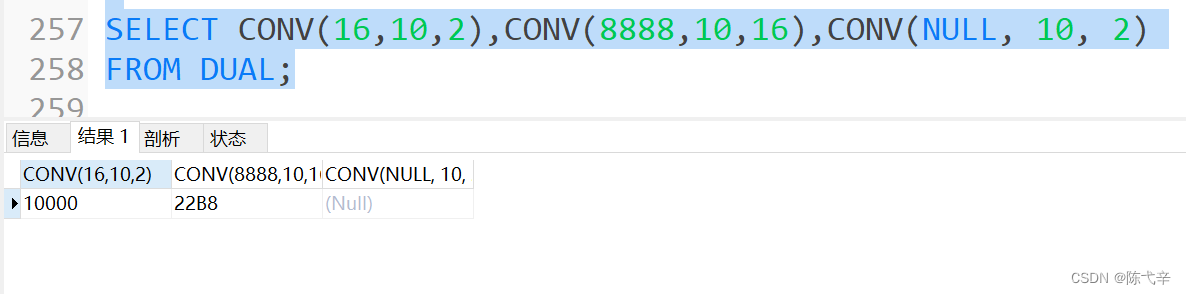 257 SELECT CONV(16,10,2),CONV(8888,10,16),CONV(NULL, 10, 2)
258 FROM DUAL;
259
信息 结果 1 剖析 状态
CONV(16,10,2) CONV(8888,10,1 CONV(NULL, 10,
10000 22B8 (Null)
CSDN @陈弋辛